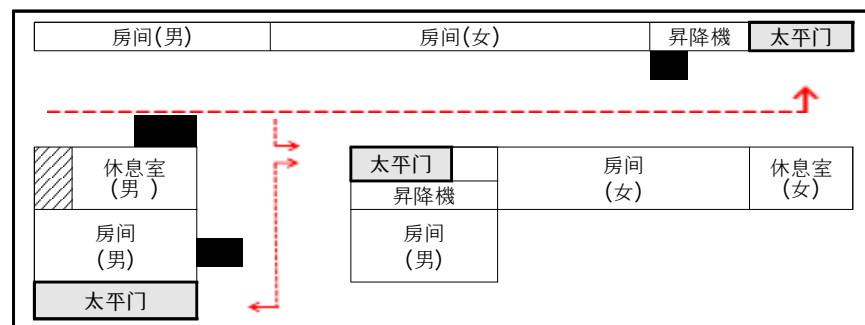 房间(男)
房间(女)
昇降機
太平门
休息室
(男 )
太平门
昇降機
房间
(女)
休息室
(女)
房间
(男)
房间
(男)
太平门